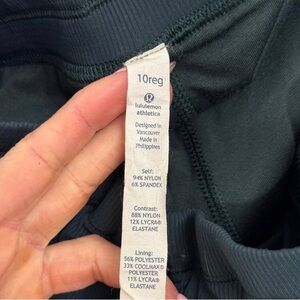 10reg
lululemon
athletica
Designed in
Vancouver
Made in
Philippines
Self:
94% NYLON
6% SPANDEX
Contrast:
88% NYLON
12% LYCRA®
ELASTANE
Lining:
56% POLYESTER
33% COOLMAX®
POLYESTER
11% LYCRA®
ELASTANE